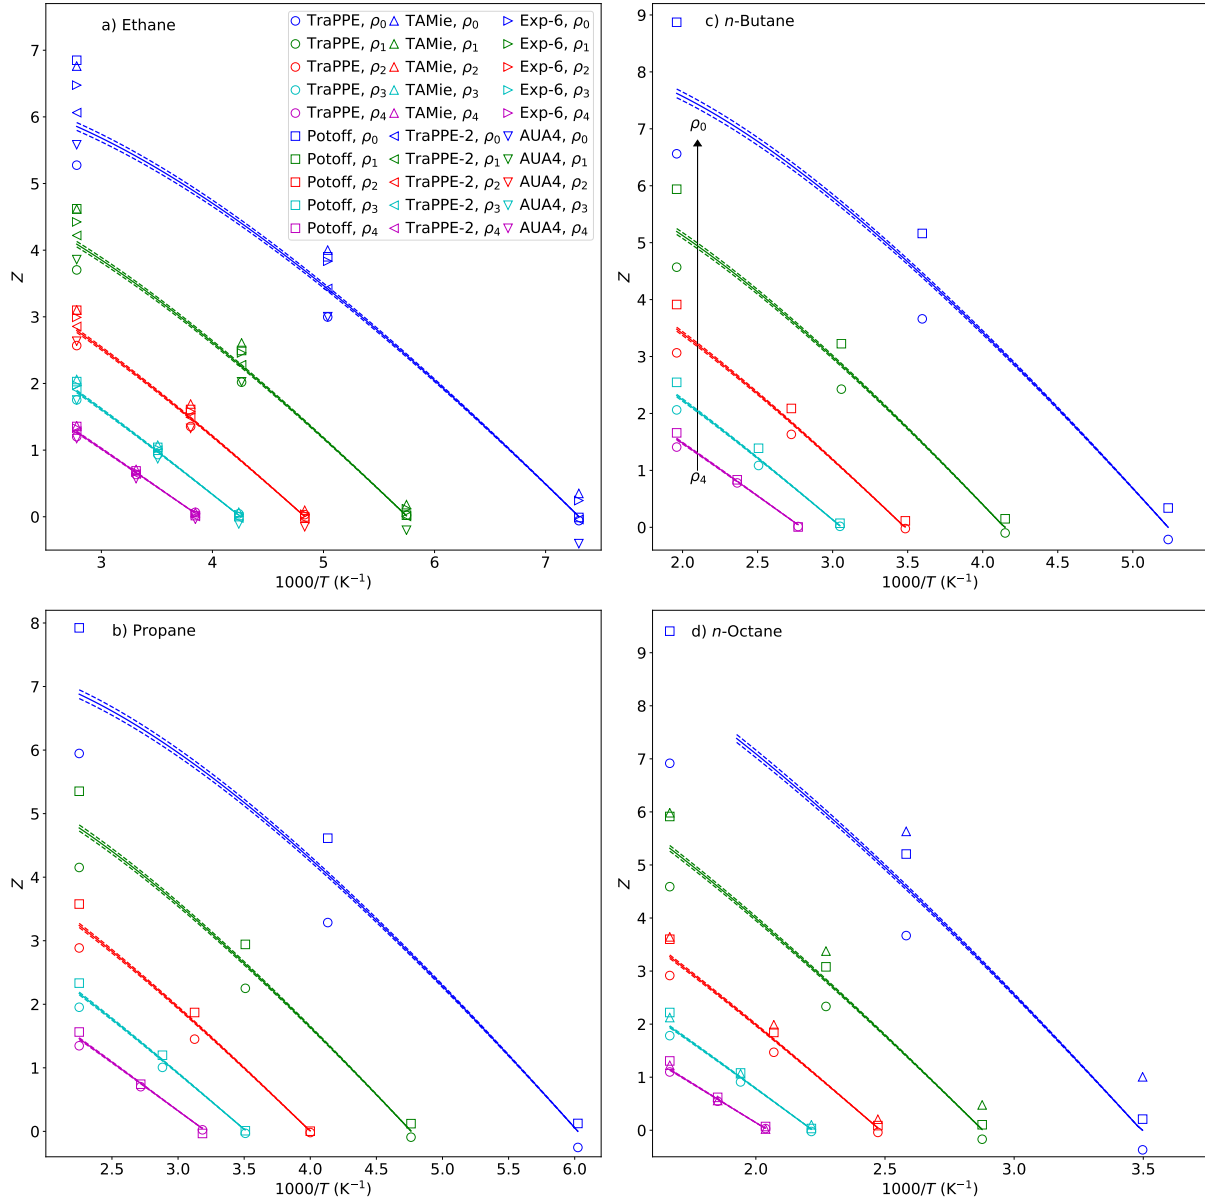 a) Ethane
TraPPE, ρ₀ TAMie, ρ₀ Exp-6, ρ₀
TraPPE, ρ₁ TAMie, ρ₁ Exp-6, ρ₁
TraPPE, ρ₂ TAMie, ρ₂ Exp-6, ρ₂
TraPPE, ρ₃ TAMie, ρ₃ Exp-6, ρ₃
TraPPE, ρ₄ TAMie, ρ₄ Exp-6, ρ₄
Potoff, ρ₀ TraPPE-2, ρ₀ AUA4, ρ₀
Potoff, ρ₁ TraPPE-2, ρ₁ AUA4, ρ₁
Potoff, ρ₂ TraPPE-2, ρ₂ AUA4, ρ₂
Potoff, ρ₃ TraPPE-2, ρ₃ AUA4, ρ₃
Potoff, ρ₄ TraPPE-2, ρ₄ AUA4, ρ₄
7
6
5
4
3
2
1
0
Z
3 4 5 6 7
1000/T (K⁻¹)
c) n-Butane
ρ₀
ρ₄
9
8
7
6
5
4
3
2
1
0
Z
2.0 2.5 3.0 3.5 4.0 4.5 5.0
1000/T (K⁻¹)
b) Propane
8
7
6
5
4
3
2
1
0
Z
2.5 3.0 3.5 4.0 4.5 5.0 5.5 6.0
1000/T (K⁻¹)
d) n-Octane
9
8
7
6
5
4
3
2
1
0
Z
2.0 2.5 3.0 3.5
1000/T (K⁻¹)